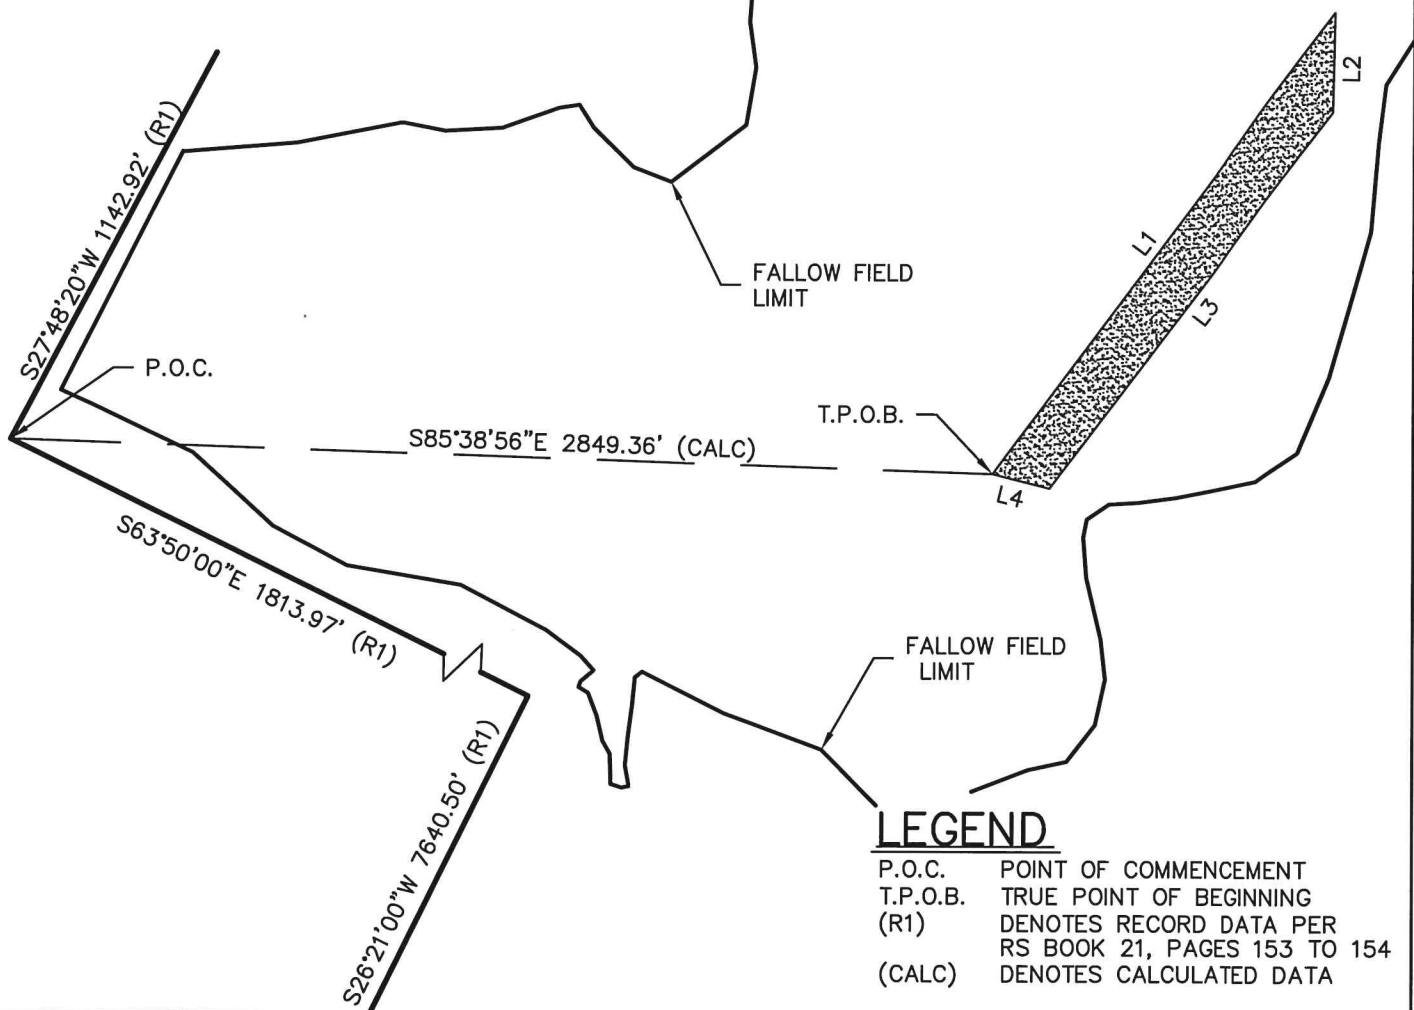 L2
S27°48'20"W 1142.92' (R1)
L1
FALLOW FIELD
LIMIT
L3
P.O.C.
T.P.O.B.
S85°38'56"E 2849.36' (CALC)
L4
S63°50'00"E 1813.97' (R1)
FALLOW FIELD
LIMIT
S26°21'00"W 7640.50' (R1)
LEGEND
P.O.C. POINT OF COMMENCEMENT
T.P.O.B. TRUE POINT OF BEGINNING
(R1) DENOTES RECORD DATA PER
RS BOOK 21, PAGES 153 TO 154
(CALC) DENOTES CALCULATED DATA